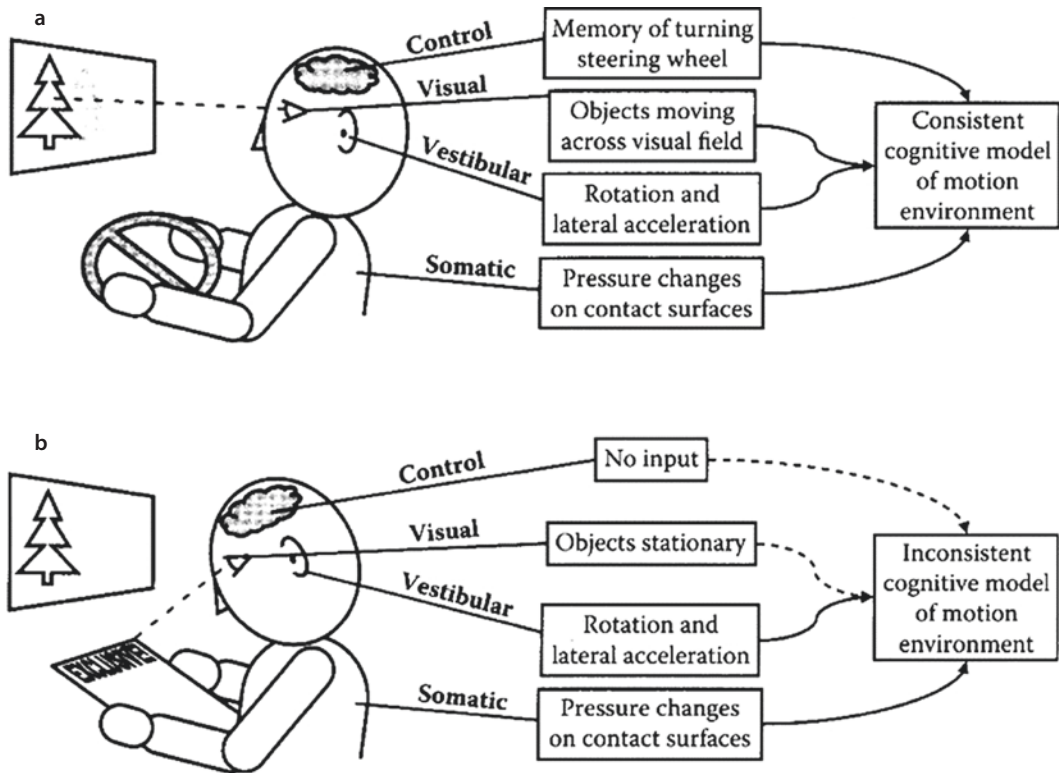 a
Control
Memory of turning
steering wheel
Visual
Objects moving
across visual field
Vestibular
Rotation and
lateral acceleration
Somatic
Pressure changes
on contact surfaces
Consistent
cognitive model
of motion
environment
b
Control
No input
Visual
Objects stationary
Vestibular
Rotation and
lateral acceleration
Somatic
Pressure changes
on contact surfaces
Inconsistent
cognitive model
of motion
environment
EXCLUSIVE!